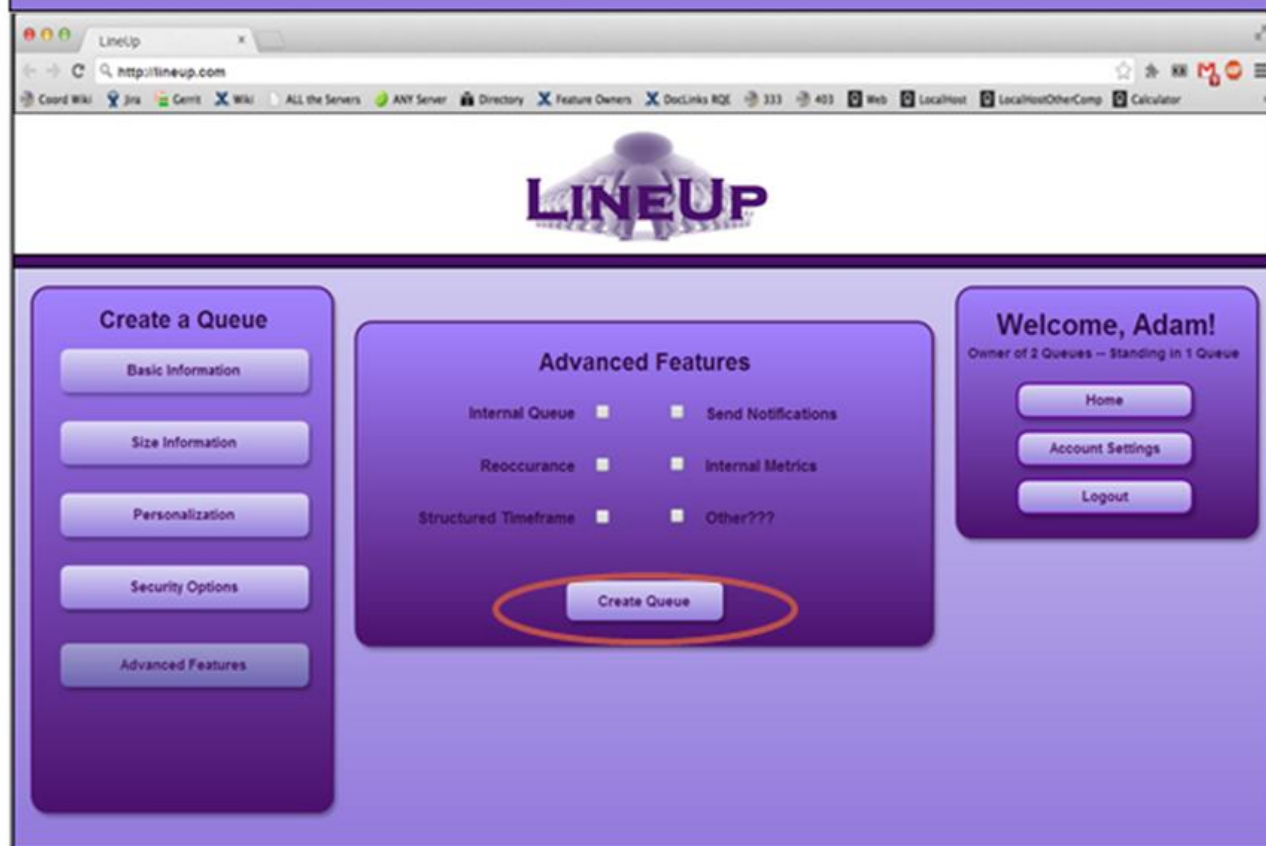 LineUp
http://lineup.com
Coord Wiki Jira Gerrit Wiki ALL the Servers ANY Server Directory Feature Owners DocLinks RQE 333 403 Web LocalHost LocalHostOtherComp Calculator
LINEUP
Create a Queue
Basic Information
Size Information
Personalization
Security Options
Advanced Features
Advanced Features
Internal Queue Send Notifications
Reoccurance Internal Metrics
Structured Timeframe Other???
Create Queue
Welcome, Adam!
Owner of 2 Queues -- Standing in 1 Queue
Home
Account Settings
Logout